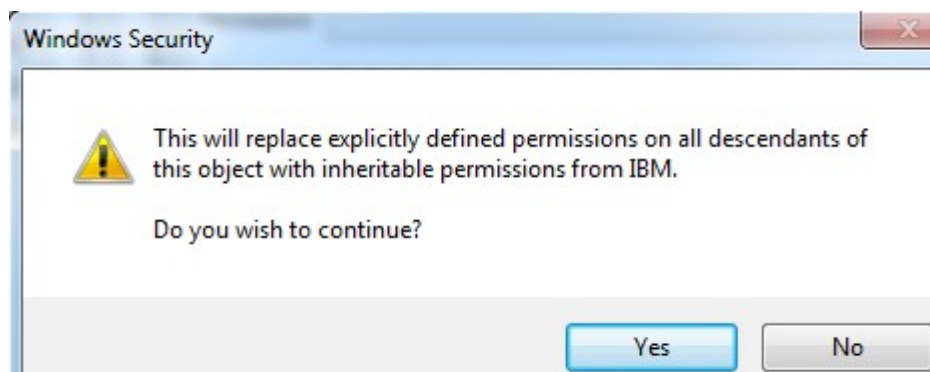 Windows Security
This will replace explicitly defined permissions on all descendants of
this object with inheritable permissions from IBM.
Do you wish to continue?
Yes No